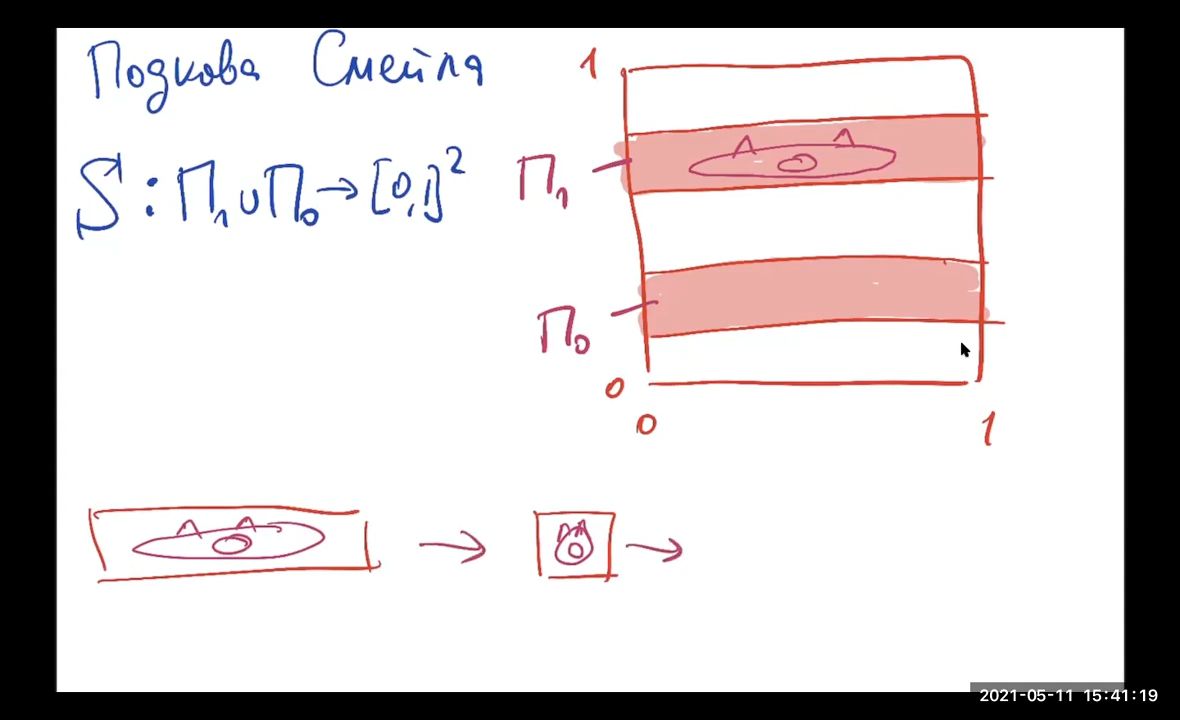 Подкова Смейла
S : П₁ ∪ П₀ → [0,1]²
1
П₁
П₀
0
0
1
→
→
2021-05-11 15:41:19